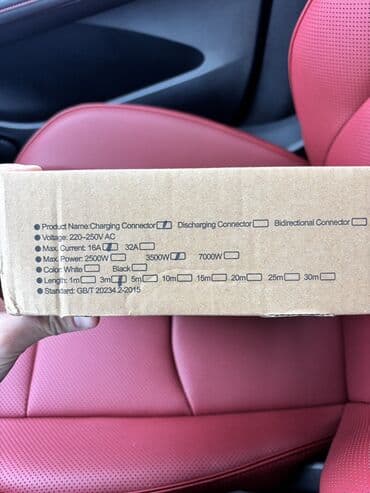 ● Product Name:Charging Connector☑ Discharging Connector☐ Bidirectional Connector☐
● Voltage: 220~250V AC
● Max. Current: 16A☑ 32A☐
● Max. Power: 2500W☐ 3500W☑ 7000W☐
● Color: White☐ Black☐
● Length: 1m☐ 3m☑ 5m☐ 10m☐ 15m☐ 20m☐ 25m☐ 30m☐
● Standard: GB/T 20234.2-2015